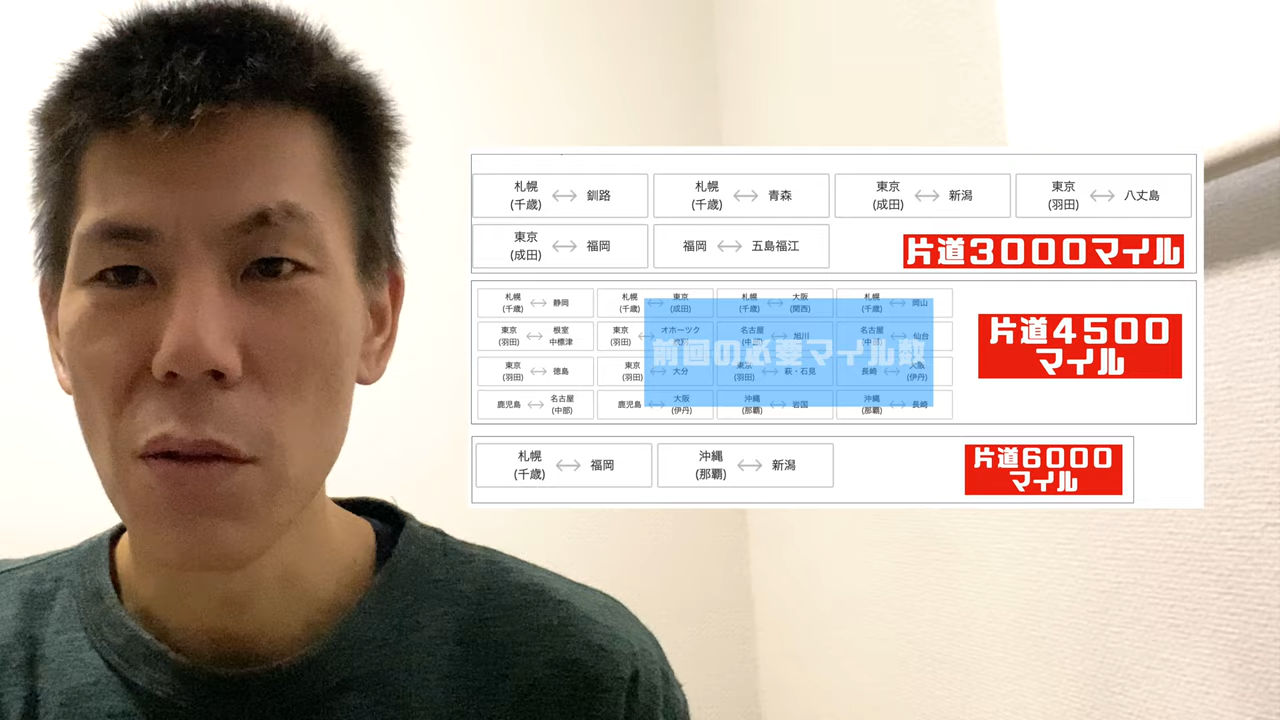 札幌
(千歳) ⟷ 釧路
札幌
(千歳) ⟷ 青森
東京
(成田) ⟷ 新潟
東京
(羽田) ⟷ 八丈島
東京
(成田) ⟷ 福岡
福岡 ⟷ 五島福江
片道3000マイル
札幌
(千歳) ⟷ 静岡
札幌
(千歳) ⟷ 東京
(成田)
札幌
(千歳) ⟷ 大阪
(関西)
札幌
(千歳) ⟷ 岡山
東京
(羽田) ⟷ 根室
中標津
東京
(羽田) ⟷ オホーツク
名古屋
(中部) ⟷ 旭川
名古屋
(中部) ⟷ 仙台
前回の必要マイル数
東京
(羽田) ⟷ 徳島
東京
(羽田) ⟷ 大分
東京
(羽田) ⟷ 萩・石見
長崎 ⟷ 大阪
(伊丹)
鹿児島 ⟷ 名古屋
(中部)
鹿児島 ⟷ 大阪
(伊丹)
沖縄
(那覇) ⟷ 岩国
沖縄
(那覇) ⟷ 長崎
片道4500
マイル
札幌
(千歳) ⟷ 福岡
沖縄
(那覇) ⟷ 新潟
片道6000
マイル